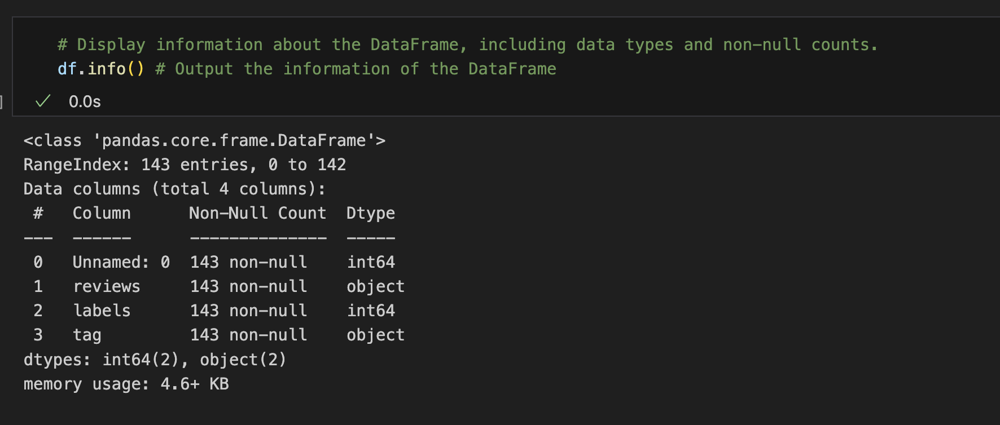 # Display information about the DataFrame, including data types and non-null counts.
df.info() # Output the information of the DataFrame
] ✓ 0.0s
<class 'pandas.core.frame.DataFrame'>
RangeIndex: 143 entries, 0 to 142
Data columns (total 4 columns):
 #   Column      Non-Null Count  Dtype
---  ------      --------------  -----
 0   Unnamed: 0  143 non-null    int64
 1   reviews     143 non-null    object
 2   labels      143 non-null    int64
 3   tag         143 non-null    object
dtypes: int64(2), object(2)
memory usage: 4.6+ KB